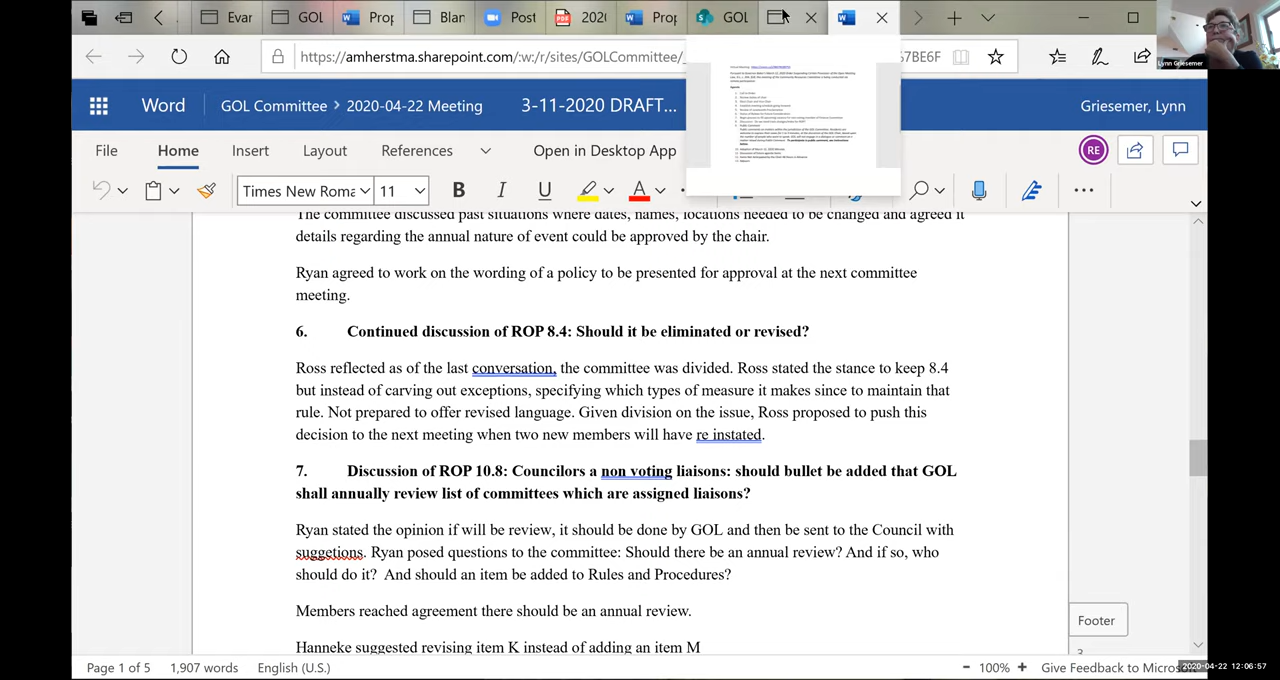 Evar
GOL
Prop
Blar
Post
2020
Prop
GOL
https://amherstma.sharepoint.com/:w:/r/sites/GOLCommittee/_
57BE6F
Lynn Griesemer
Word
GOL Committee > 2020-04-22 Meeting
3-11-2020 DRAFT...
Griesemer, Lynn
File
Home
Insert
Layout
References
Open in Desktop App
RE
Times New Roma
11
B
I
U
A
...
The committee discussed past situations where dates, names, locations needed to be changed and agreed it
details regarding the annual nature of event could be approved by the chair.
Ryan agreed to work on the wording of a policy to be presented for approval at the next committee
meeting.
6. Continued discussion of ROP 8.4: Should it be eliminated or revised?
Ross reflected as of the last conversation, the committee was divided. Ross stated the stance to keep 8.4
but instead of carving out exceptions, specifying which types of measure it makes since to maintain that
rule. Not prepared to offer revised language. Given division on the issue, Ross proposed to push this
decision to the next meeting when two new members will have re instated.
7. Discussion of ROP 10.8: Councilors a non voting liaisons: should bullet be added that GOL
shall annually review list of committees which are assigned liaisons?
Ryan stated the opinion if will be review, it should be done by GOL and then be sent to the Council with
suggetions. Ryan posed questions to the committee: Should there be an annual review? And if so, who
should do it? And should an item be added to Rules and Procedures?
Members reached agreement there should be an annual review.
Hanneke suggested revising item K instead of adding an item M
Footer
3
Page 1 of 5
1,907 words
English (U.S.)
- 100% +
Give Feedback to Microso
2020-04-22 12:06:57